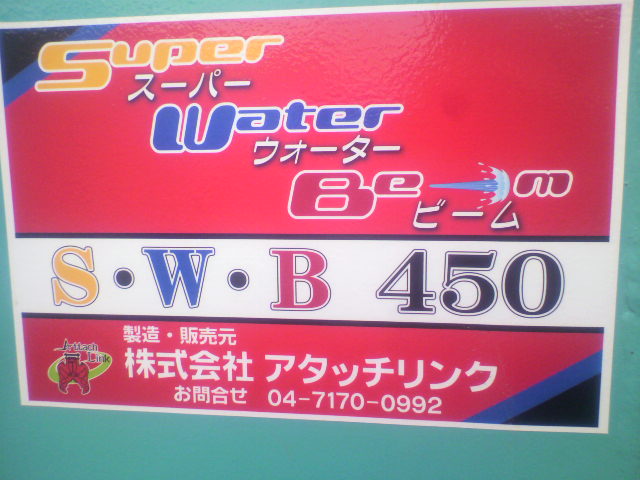 Super
スーパー
Water
ウォーター
Beam
ビーム
S・W・B 450
製造・販売元
Attach Link
株式会社 アタッチリンク
お問合せ 04-7170-0992